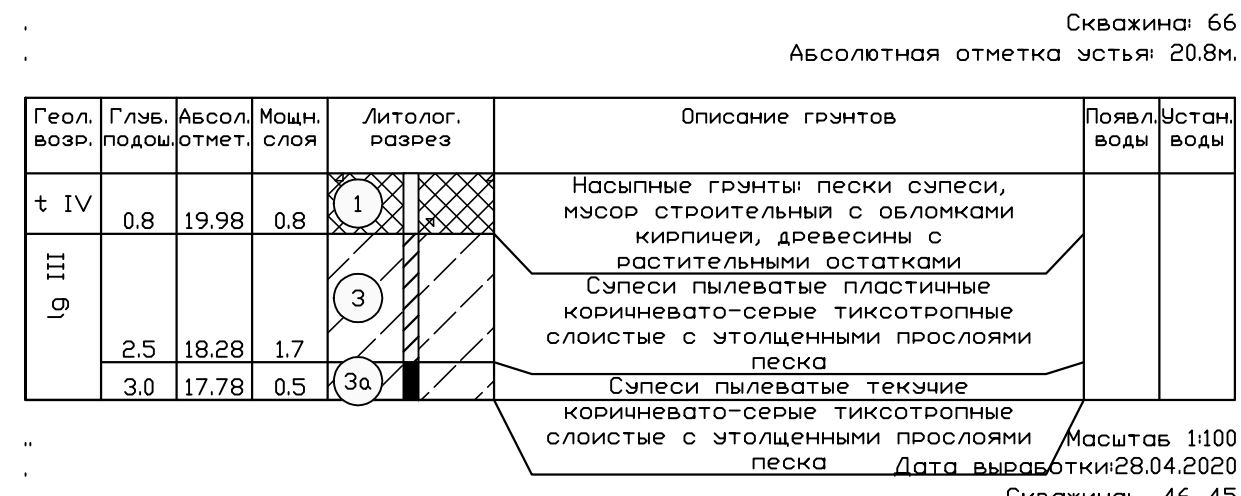 Скважина: 66
Абсолютная отметка устья: 20.8м.
Геол. возр.
Глуб. подош.
Абсол. отмет.
Мощн. слоя
Литолог. разрез
Описание грунтов
Появл. воды
Устан. воды
t IV 0.8 19.98 0.8 1
Насыпные грунты: пески супеси,
мусор строительный с обломками
кирпичей, древесины с
растительными остатками
lg III 2.5 18.28 1.7 3
Супеси пылеватые пластичные
коричневато-серые тиксотропные
слоистые с утолщенными прослоями
песка
3.0 17.78 0.5 3а
Супеси пылеватые текучие
коричневато-серые тиксотропные
слоистые с утолщенными прослоями
песка
Масштаб 1:100
Дата выработки:28.04.2020
Скважина: 46, 45